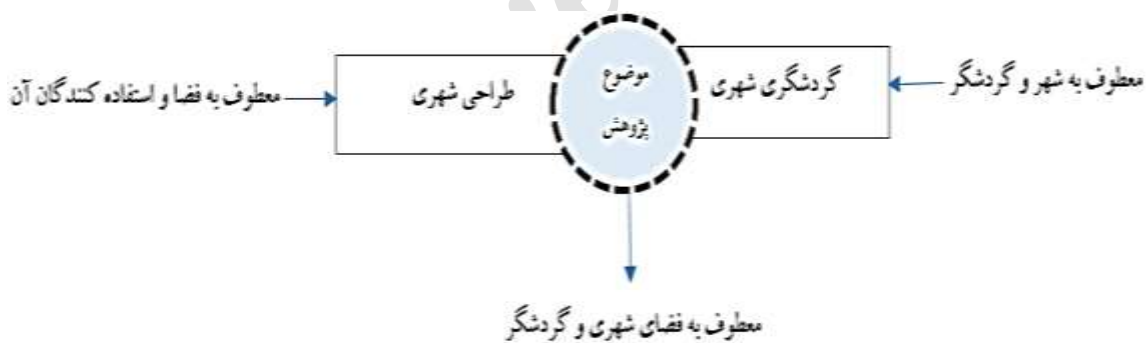 معطوف به شهر و گردشگر
گردشگری شهری
موضوع
پژوهش
طراحی شهری
معطوف به فضا و استفاده کنندگان آن
معطوف به فضای شهری و گردشگر